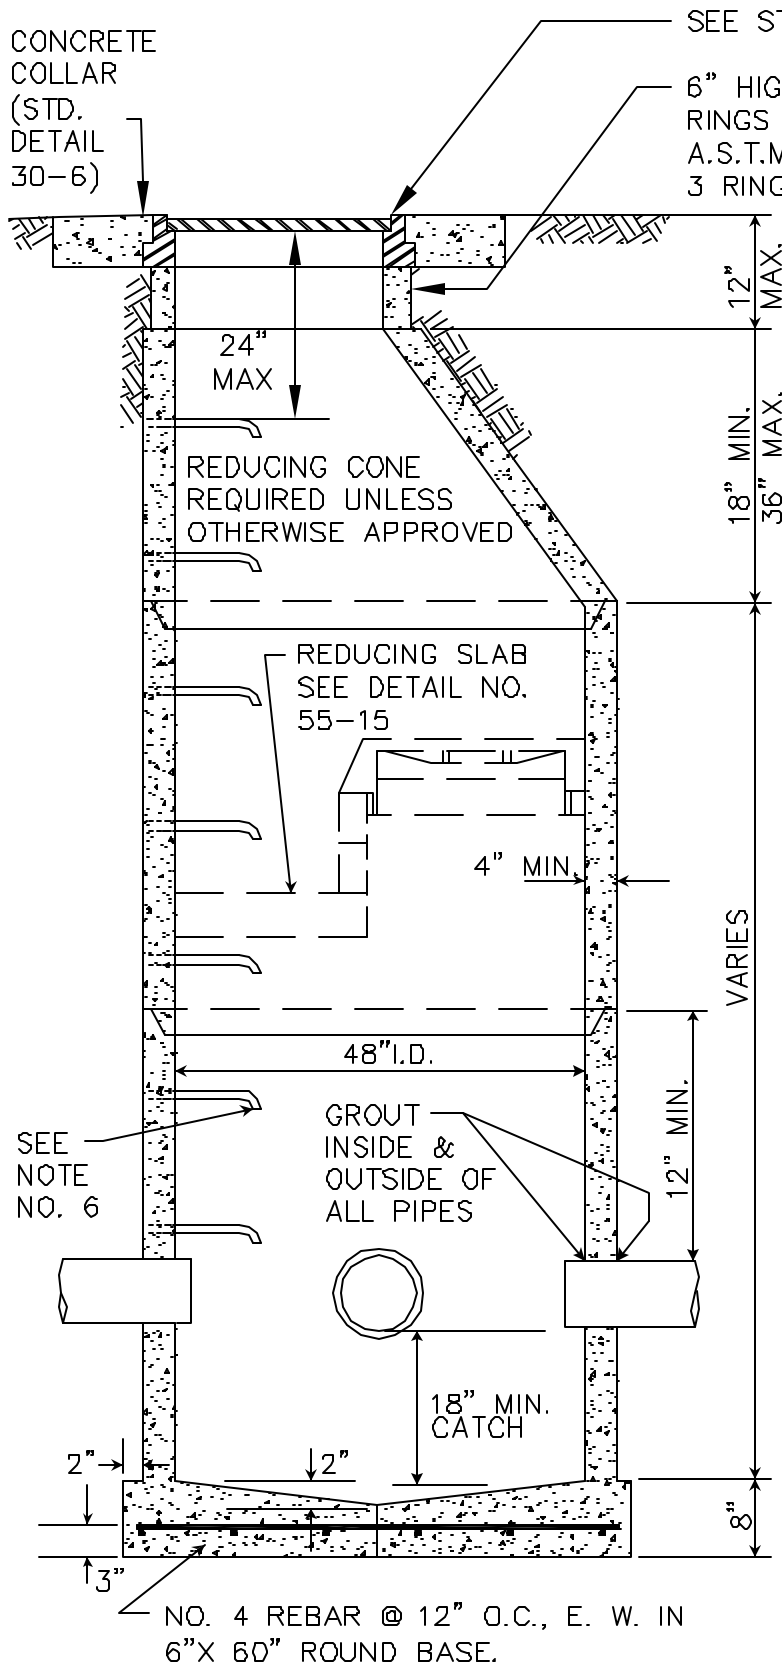 CONCRETE
COLLAR
(STD.
DETAIL
30-6)
SEE ST
6" HIG
RINGS
A.S.T.M
3 RING
12"
MAX.
24"
MAX
18" MIN.
36" MAX.
REDUCING CONE
REQUIRED UNLESS
OTHERWISE APPROVED
REDUCING SLAB
SEE DETAIL NO.
55-15
4" MIN.
VARIES
48"I.D.
12" MIN.
GROUT
INSIDE &
OUTSIDE OF
ALL PIPES
SEE
NOTE
NO. 6
18" MIN.
CATCH
2"
2"
8"
3"
NO. 4 REBAR @ 12" O.C., E. W. IN
6"X 60" ROUND BASE.